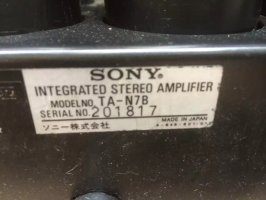 SONY®
INTEGRATED STEREO AMPLIFIER
MODEL NO. TA-N7B
SERIAL NO. 201817
ソニー株式会社 MADE IN JAPAN